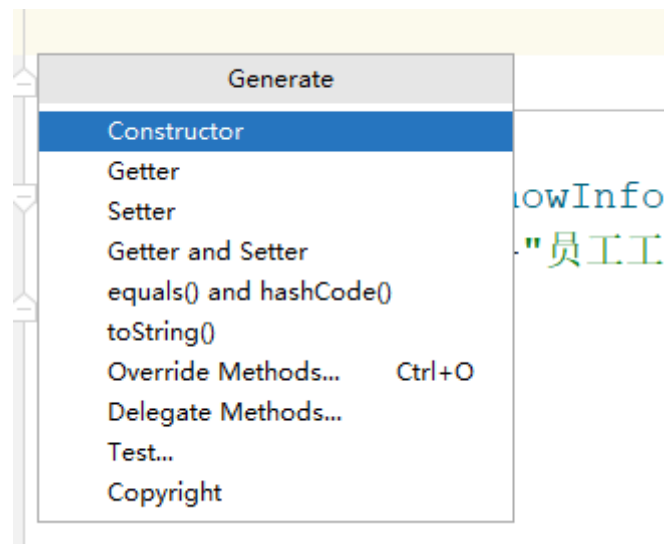 Generate
Constructor
Getter
Setter
Getter and Setter
equals() and hashCode()
toString()
Override Methods... Ctrl+O
Delegate Methods...
Test...
Copyright
owInfo
"员工工